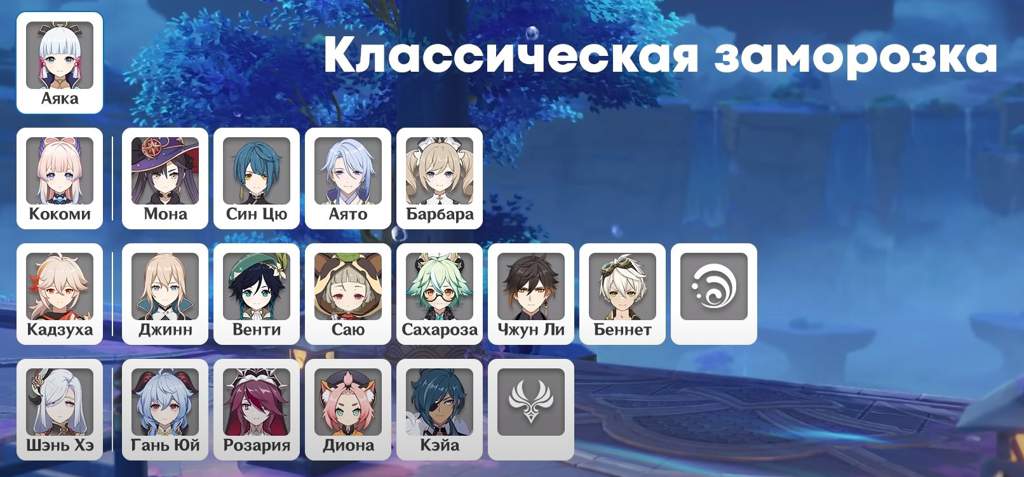 Классическая заморозка
Аяка
Кокоми Мона Син Цю Аято Барбара
Кадзуха Джинн Венти Саю Сахароза Чжун Ли Беннет
Шэнь Хэ Гань Юй Розария Диона Кэйа